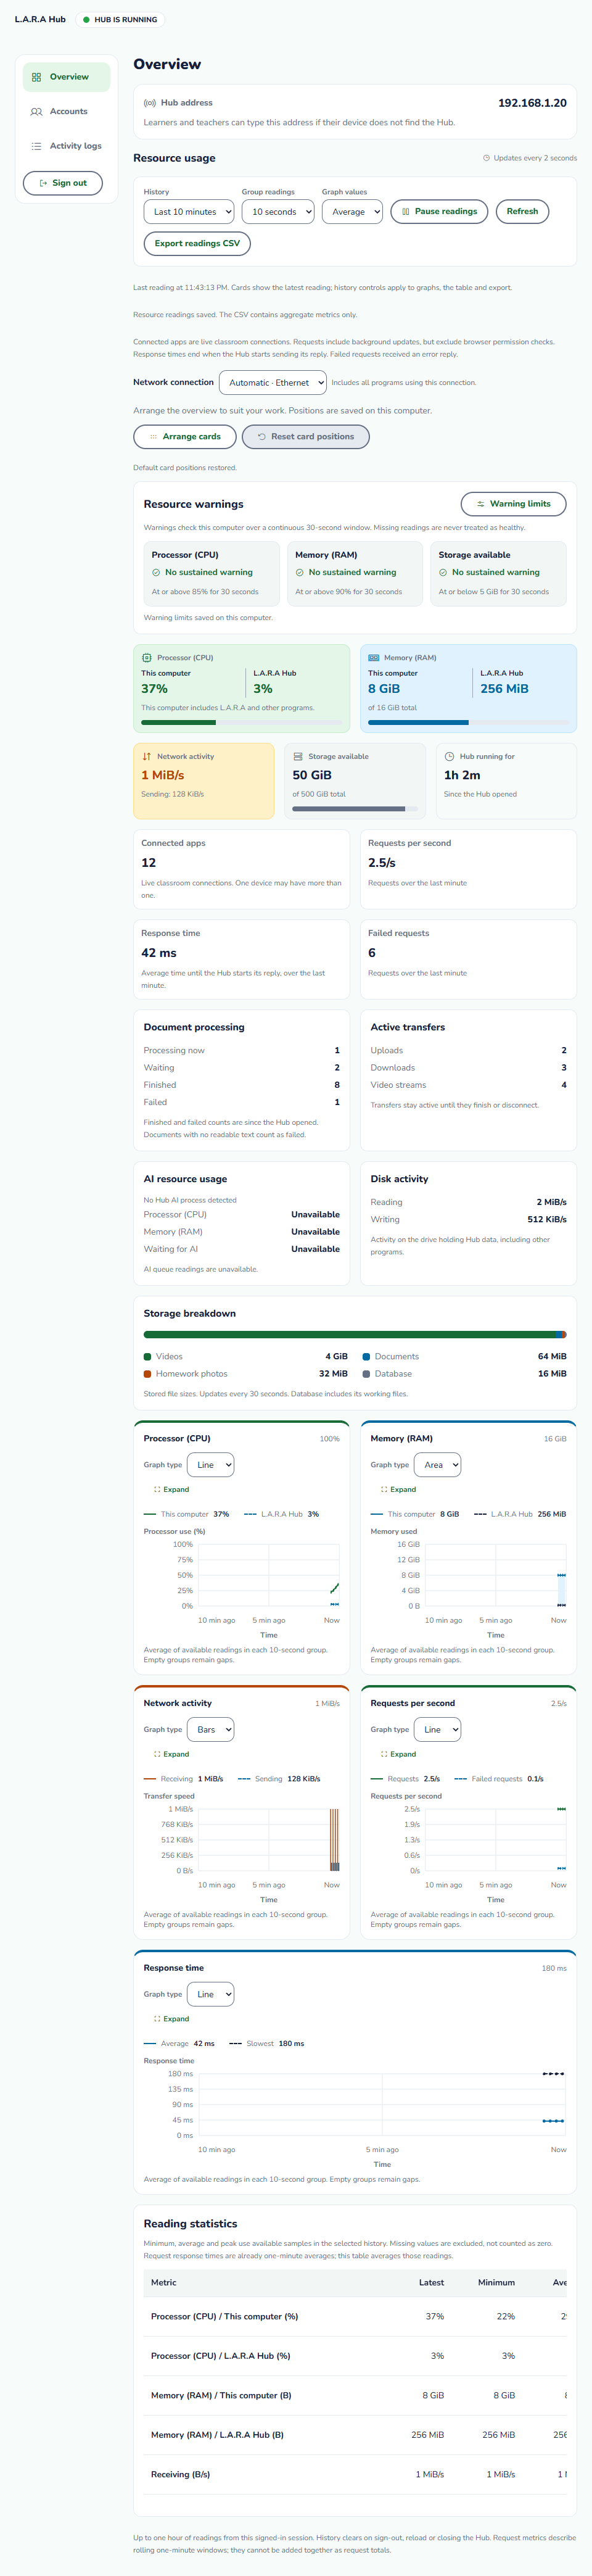 L.A.R.A Hub
HUB IS RUNNING
Overview
Accounts
Activity logs
Sign out
Overview
Hub address
192.168.1.20
Learners and teachers can type this address if their device does not find the Hub.
Resource usage
Updates every 2 seconds
History
Group readings
Graph values
Last 10 minutes
10 seconds
Average
Pause readings
Refresh
Export readings CSV
Last reading at 11:43:13 PM. Cards show the latest reading; history controls apply to graphs, the table and export.
Resource readings saved. The CSV contains aggregate metrics only.
Connected apps are live classroom connections. Requests include background updates, but exclude browser permission checks.
Response times end when the Hub starts sending its reply. Failed requests received an error reply.
Network connection
Automatic · Ethernet
Includes all programs using this connection.
Arrange the overview to suit your work. Positions are saved on this computer.
Arrange cards
Reset card positions
Default card positions restored.
Resource warnings
Warning limits
Warnings check this computer over a continuous 30-second window. Missing readings are never treated as healthy.
Processor (CPU)
No sustained warning
At or above 85% for 30 seconds
Memory (RAM)
No sustained warning
At or above 90% for 30 seconds
Storage available
No sustained warning
At or below 5 GiB for 30 seconds
Warning limits saved on this computer.
Processor (CPU)
This computer
L.A.R.A Hub
37%
3%
This computer includes L.A.R.A and other programs.
Memory (RAM)
This computer
L.A.R.A Hub
8 GiB
256 MiB
of 16 GiB total
Network activity
1 MiB/s
Sending: 128 KiB/s
Storage available
50 GiB
of 500 GiB total
Hub running for
1h 2m
Since the Hub opened
Connected apps
12
Live classroom connections. One device may have more than
one.
Requests per second
2.5/s
Requests over the last minute
Response time
42 ms
Average time until the Hub starts its reply, over the last
minute.
Failed requests
6
Requests over the last minute
Document processing
Processing now 1
Waiting 2
Finished 8
Failed 1
Finished and failed counts are since the Hub opened.
Documents with no readable text count as failed.
Active transfers
Uploads 2
Downloads 3
Video streams 4
Transfers stay active until they finish or disconnect.
AI resource usage
No Hub AI process detected
Processor (CPU) Unavailable
Memory (RAM) Unavailable
Waiting for AI Unavailable
AI queue readings are unavailable.
Disk activity
Reading 2 MiB/s
Writing 512 KiB/s
Activity on the drive holding Hub data, including other
programs.
Storage breakdown
Videos 4 GiB
Documents 64 MiB
Homework photos 32 MiB
Database 16 MiB
Stored file sizes. Updates every 30 seconds. Database includes its working files.
Processor (CPU) 100%
Graph type Line
Expand
This computer 37% L.A.R.A Hub 3%
Processor use (%)
100%
75%
50%
25%
0%
10 min ago 5 min ago Now
Time
Average of available readings in each 10-second group.
Empty groups remain gaps.
Memory (RAM) 16 GiB
Graph type Area
Expand
This computer 8 GiB L.A.R.A Hub 256 MiB
Memory used
16 GiB
12 GiB
8 GiB
4 GiB
0 B
10 min ago 5 min ago Now
Time
Average of available readings in each 10-second group.
Empty groups remain gaps.
Network activity 1 MiB/s
Graph type Bars
Expand
Receiving 1 MiB/s Sending 128 KiB/s
Transfer speed
1 MiB/s
768 KiB/s
512 KiB/s
256 KiB/s
0 B/s
10 min ago 5 min ago Now
Time
Average of available readings in each 10-second group.
Empty groups remain gaps.
Requests per second 2.5/s
Graph type Line
Expand
Requests 2.5/s Failed requests 0.1/s
Requests per second
2.5/s
1.9/s
1.3/s
0.6/s
0/s
10 min ago 5 min ago Now
Time
Average of available readings in each 10-second group.
Empty groups remain gaps.
Response time 180 ms
Graph type Line
Expand
Average 42 ms Slowest 180 ms
Response time
180 ms
135 ms
90 ms
45 ms
0 ms
10 min ago 5 min ago Now
Time
Average of available readings in each 10-second group. Empty groups remain gaps.
Reading statistics
Minimum, average and peak use available samples in the selected history. Missing values are excluded, not counted as zero.
Request response times are already one-minute averages; this table averages those readings.
Metric Latest Minimum
Processor (CPU) / This computer (%) 37% 22%
Processor (CPU) / L.A.R.A Hub (%) 3% 3%
Memory (RAM) / This computer (B) 8 GiB 8 GiB
Memory (RAM) / L.A.R.A Hub (B) 256 MiB 256 MiB
Receiving (B/s) 1 MiB/s 1 MiB/s
Up to one hour of readings from this signed-in session. History clears on sign-out, reload or closing the Hub. Request metrics describe
rolling one-minute windows; they cannot be added together as request totals.